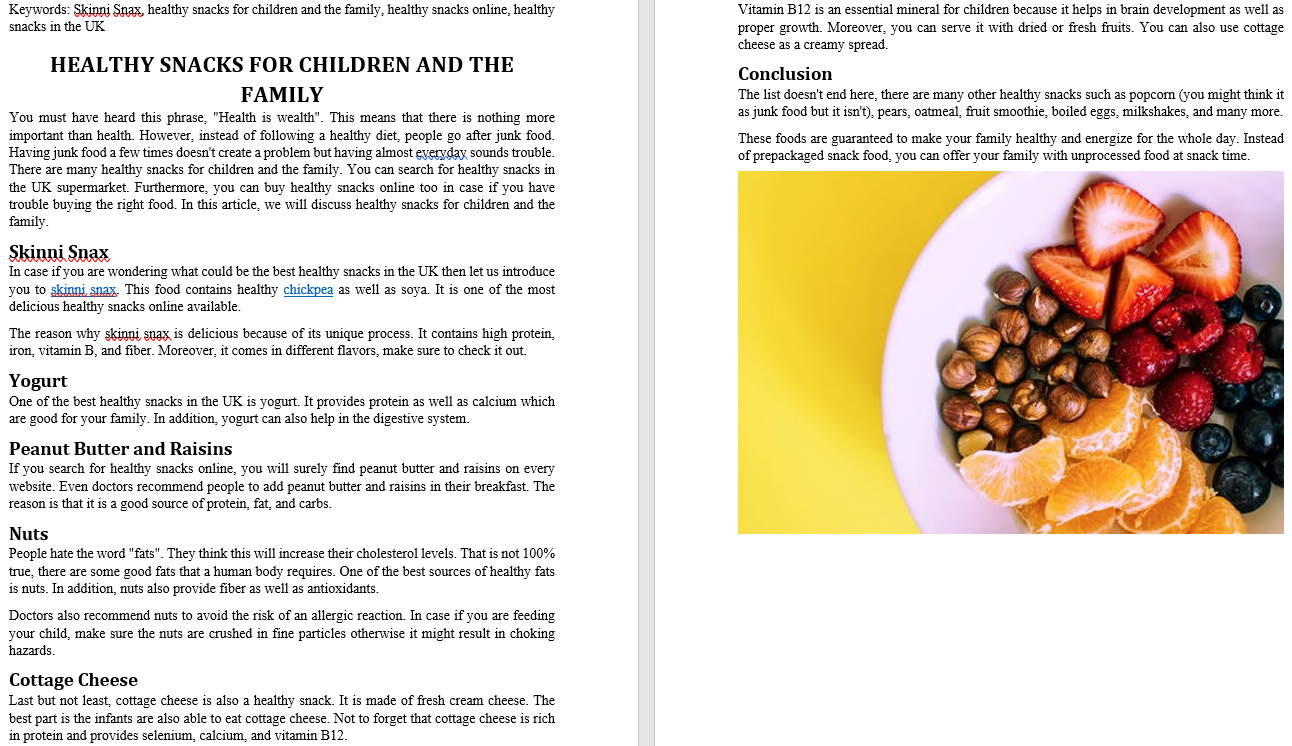 Keywords: Skinni Snax, healthy snacks for children and the family, healthy snacks online, healthy
snacks in the UK
HEALTHY SNACKS FOR CHILDREN AND THE
FAMILY
You must have heard this phrase, "Health is wealth". This means that there is nothing more
important than health. However, instead of following a healthy diet, people go after junk food.
Having junk food a few times doesn't create a problem but having almost everyday sounds trouble.
There are many healthy snacks for children and the family. You can search for healthy snacks in
the UK supermarket. Furthermore, you can buy healthy snacks online too in case if you have
trouble buying the right food. In this article, we will discuss healthy snacks for children and the
family.
Skinni Snax
In case if you are wondering what could be the best healthy snacks in the UK then let us introduce
you to skinni snax. This food contains healthy chickpea as well as soya. It is one of the most
delicious healthy snacks online available.
The reason why skinni snax is delicious because of its unique process. It contains high protein,
iron, vitamin B, and fiber. Moreover, it comes in different flavors, make sure to check it out.
Yogurt
One of the best healthy snacks in the UK is yogurt. It provides protein as well as calcium which
are good for your family. In addition, yogurt can also help in the digestive system.
Peanut Butter and Raisins
If you search for healthy snacks online, you will surely find peanut butter and raisins on every
website. Even doctors recommend people to add peanut butter and raisins in their breakfast. The
reason is that it is a good source of protein, fat, and carbs.
Nuts
People hate the word "fats". They think this will increase their cholesterol levels. That is not 100%
true, there are some good fats that a human body requires. One of the best sources of healthy fats
is nuts. In addition, nuts also provide fiber as well as antioxidants.
Doctors also recommend nuts to avoid the risk of an allergic reaction. In case if you are feeding
your child, make sure the nuts are crushed in fine particles otherwise it might result in choking
hazards.
Cottage Cheese
Last but not least, cottage cheese is also a healthy snack. It is made of fresh cream cheese. The
best part is the infants are also able to eat cottage cheese. Not to forget that cottage cheese is rich
in protein and provides selenium, calcium, and vitamin B12.
Vitamin B12 is an essential mineral for children because it helps in brain development as well as
proper growth. Moreover, you can serve it with dried or fresh fruits. You can also use cottage
cheese as a creamy spread.
Conclusion
The list doesn't end here, there are many other healthy snacks such as popcorn (you might think it
as junk food but it isn't), pears, oatmeal, fruit smoothie, boiled eggs, milkshakes, and many more.
These foods are guaranteed to make your family healthy and energize for the whole day. Instead
of prepackaged snack food, you can offer your family with unprocessed food at snack time.